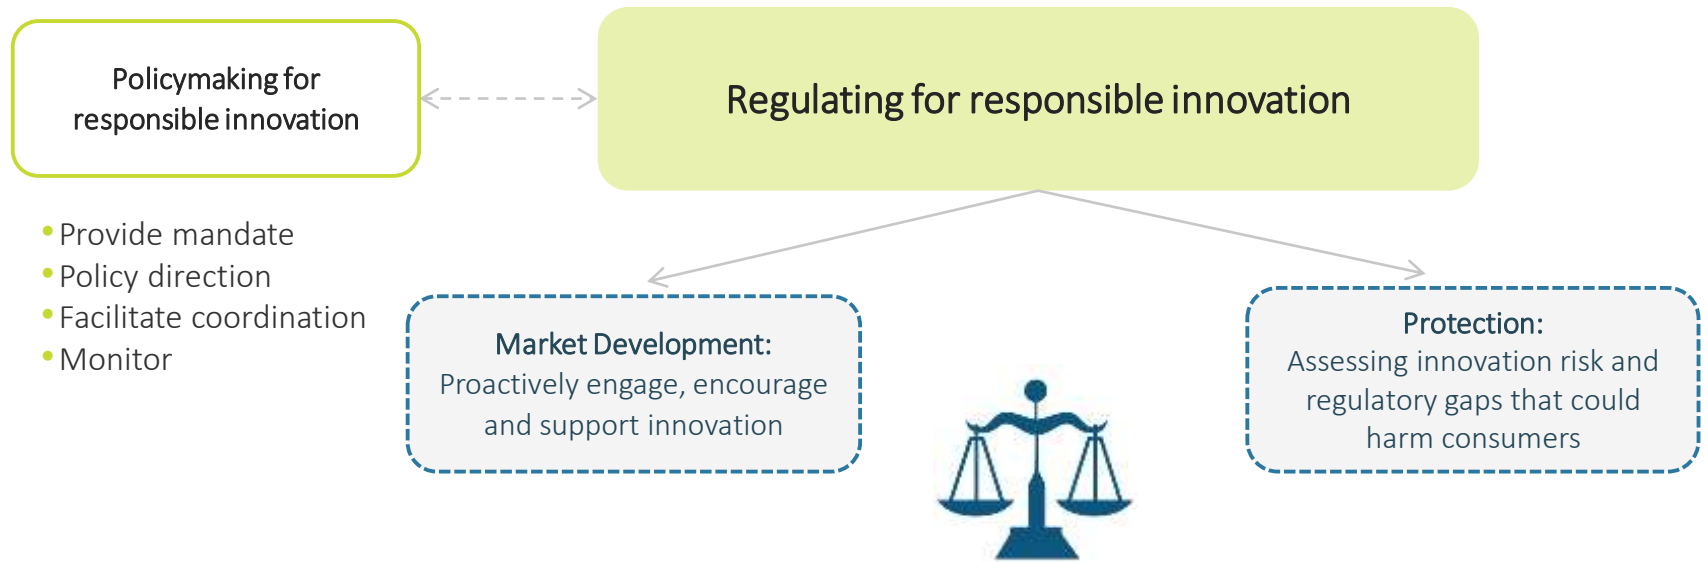 Policymaking for
responsible innovation
Regulating for responsible innovation
• Provide mandate
• Policy direction
• Facilitate coordination
• Monitor
Market Development:
Proactively engage, encourage
and support innovation
Protection:
Assessing innovation risk and
regulatory gaps that could
harm consumers